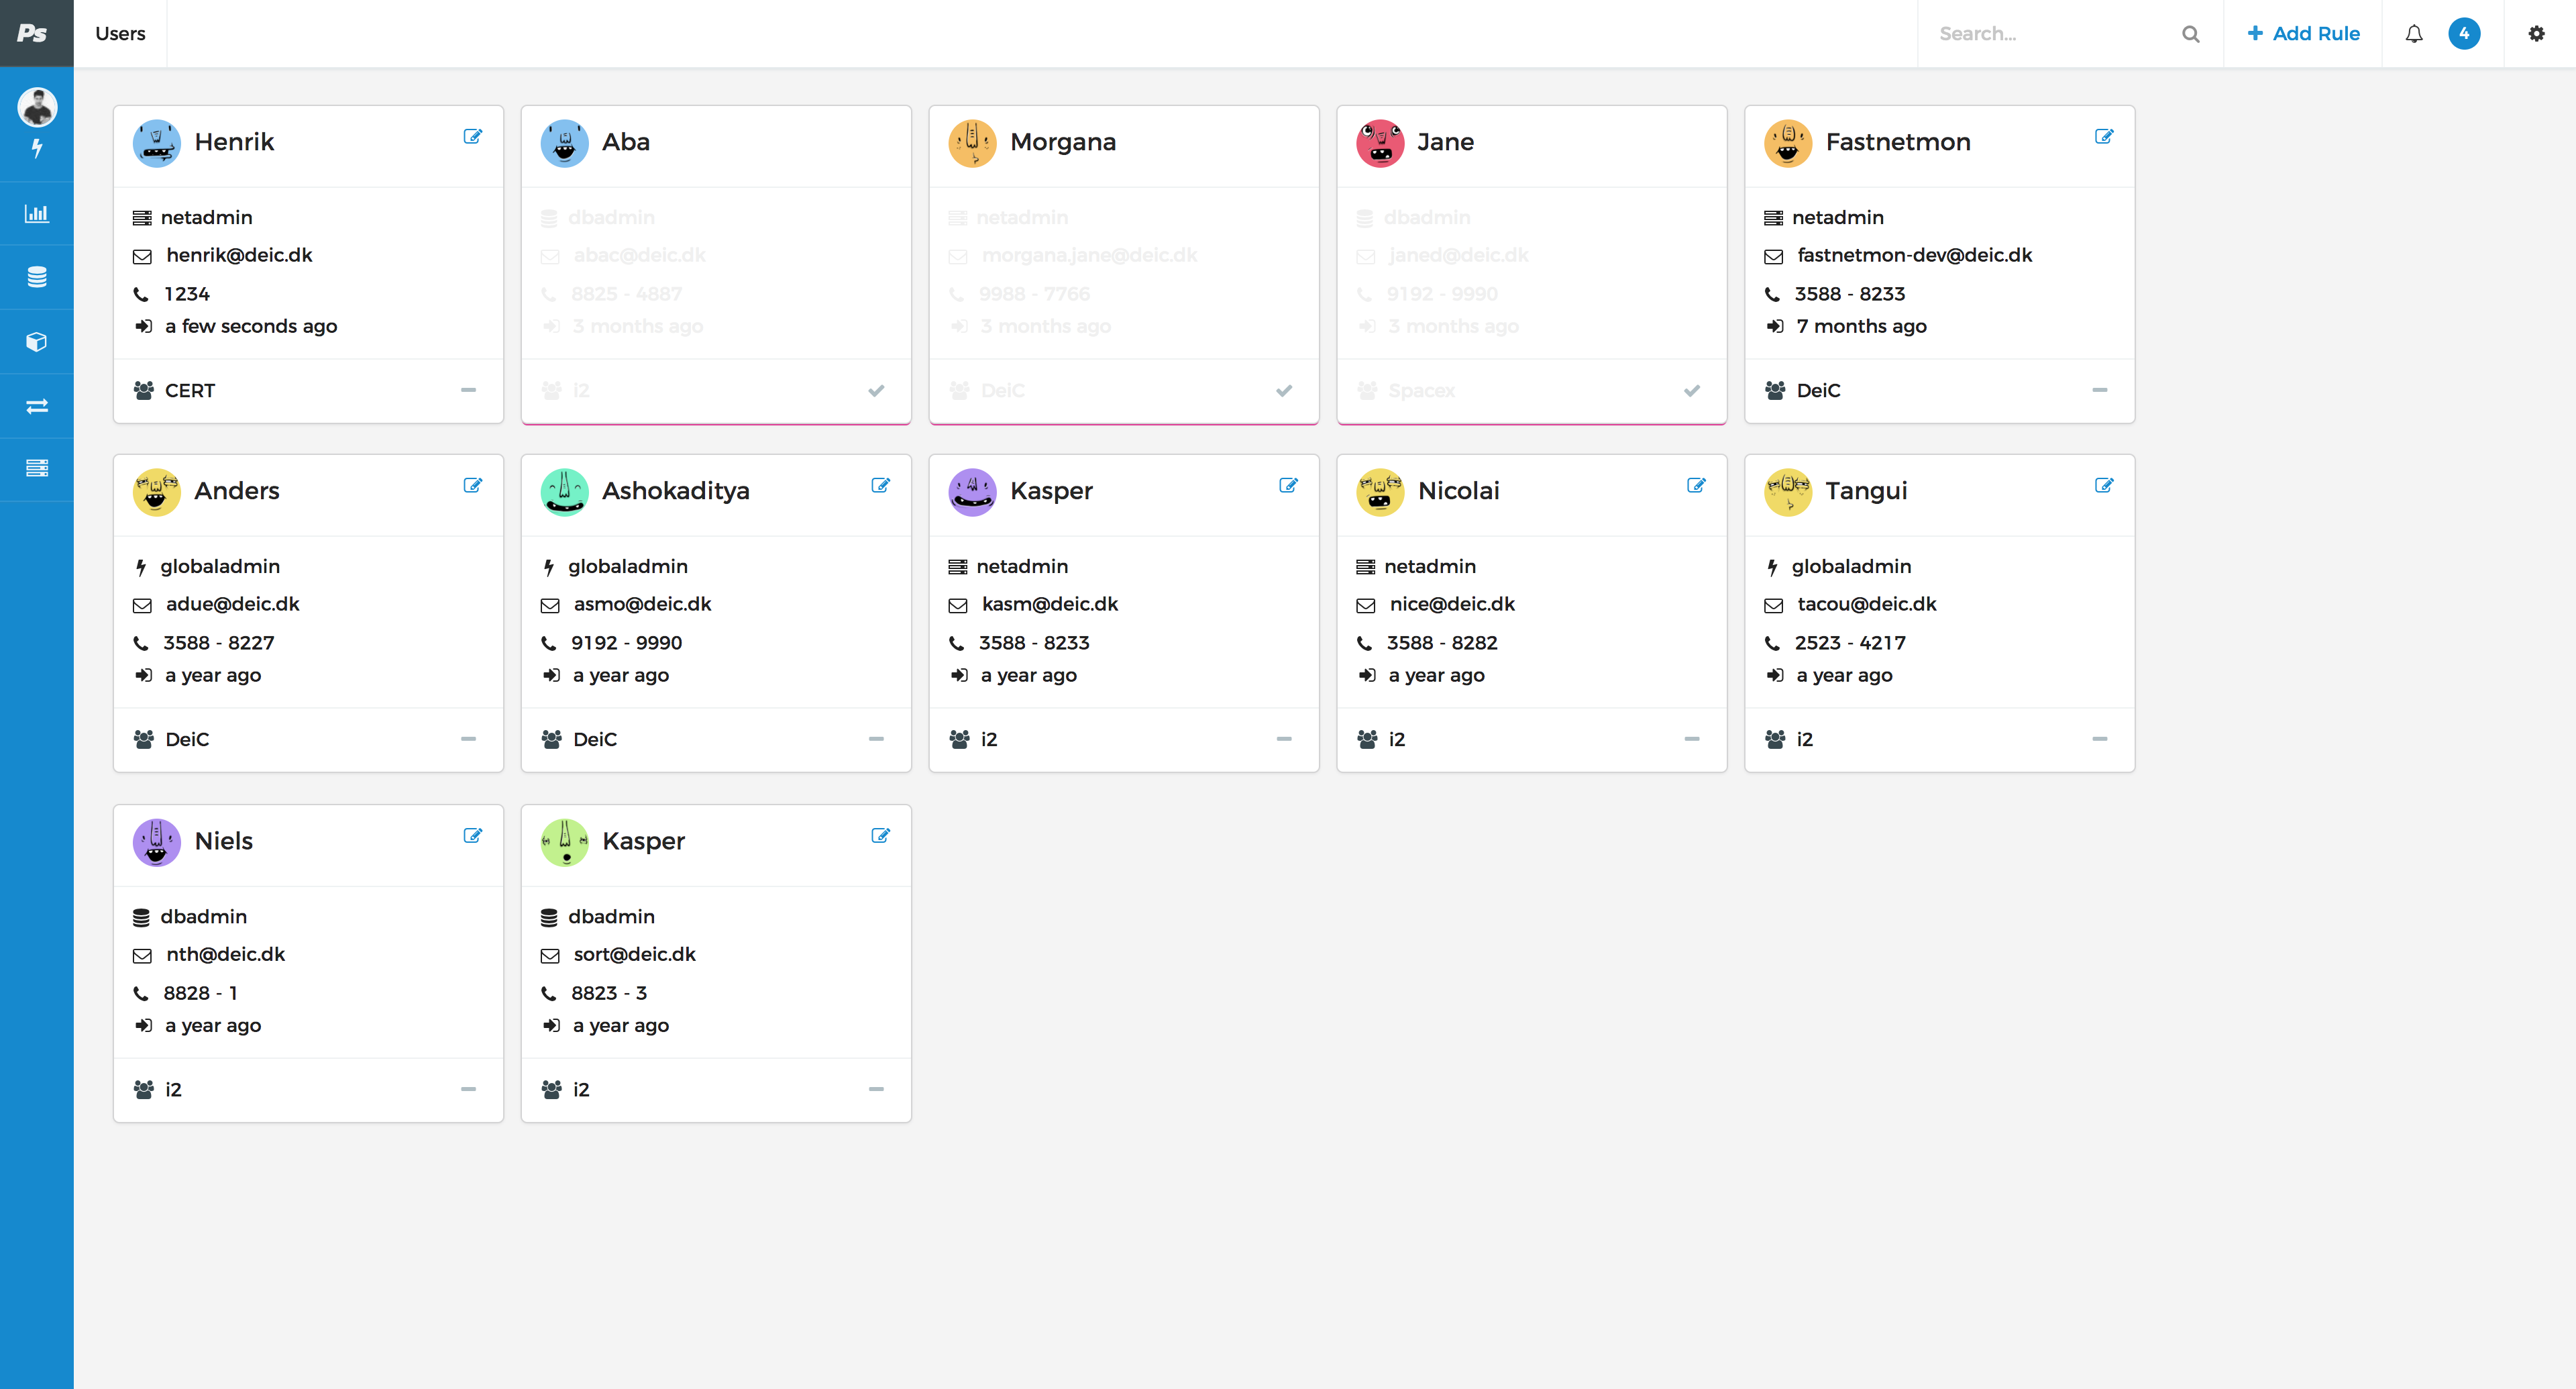 Ps
Users
Search...
Add Rule
4
Henrik
netadmin
henrik@deic.dk
1234
a few seconds ago
CERT
Aba
dbadmin
abac@deic.dk
8825 - 4887
3 months ago
i2
Morgana
netadmin
morgana.jane@deic.dk
9988 - 7766
3 months ago
DeiC
Jane
dbadmin
janed@deic.dk
9192 - 9990
3 months ago
Spacex
Fastnetmon
netadmin
fastnetmon-dev@deic.dk
3588 - 8233
7 months ago
DeiC
Anders
globaladmin
adue@deic.dk
3588 - 8227
a year ago
DeiC
Ashokaditya
globaladmin
asmo@deic.dk
9192 - 9990
a year ago
DeiC
Kasper
netadmin
kasm@deic.dk
3588 - 8233
a year ago
i2
Nicolai
netadmin
nice@deic.dk
3588 - 8282
a year ago
i2
Tangui
globaladmin
tacou@deic.dk
2523 - 4217
a year ago
i2
Niels
dbadmin
nth@deic.dk
8828 - 1
a year ago
i2
Kasper
dbadmin
sort@deic.dk
8823 - 3
a year ago
i2